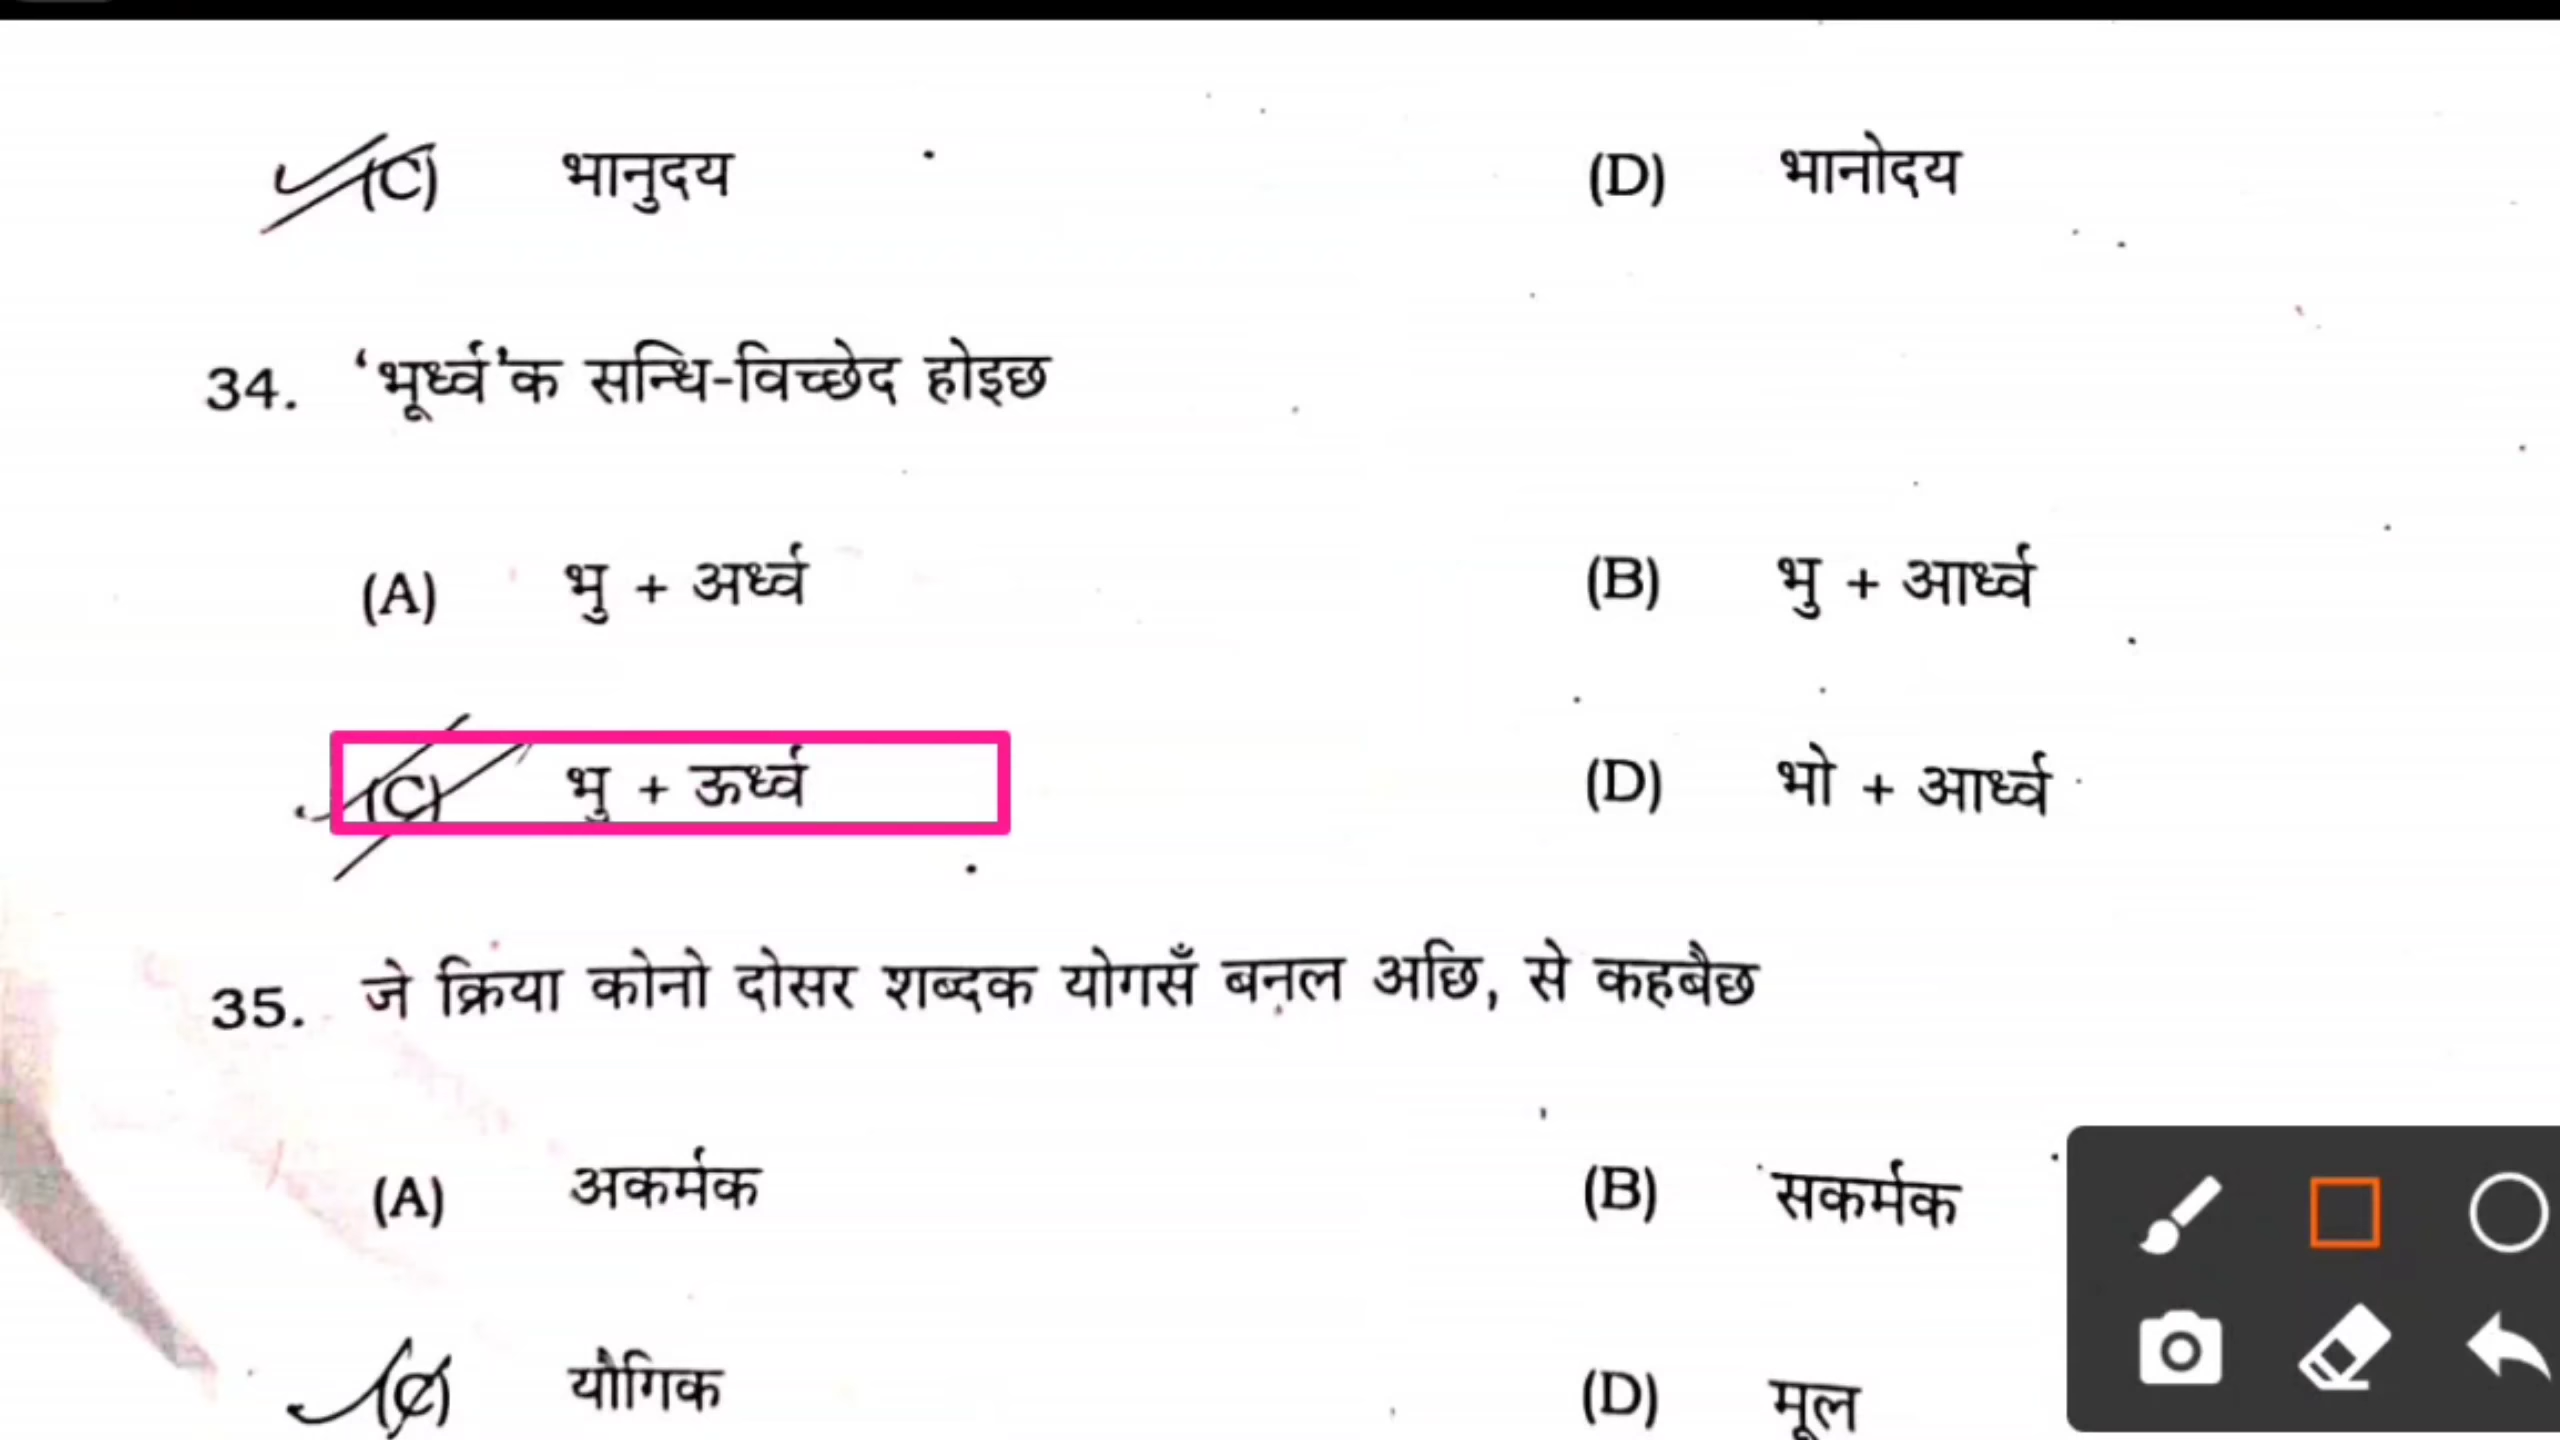 (C) भानुदय (D) भानोदय
34. ‘भूर्ध्व’क सन्धि-विच्छेद होइछ
(A) भु + अर्ध्व (B) भु + आर्ध्व
(C) भु + ऊर्ध्व (D) भो + आर्ध्व
35. जे क्रिया कोनो दोसर शब्दक योगसँ बनल अछि, से कहबैछ
(A) अकर्मक (B) सकर्मक
(C) यौगिक (D) मूल